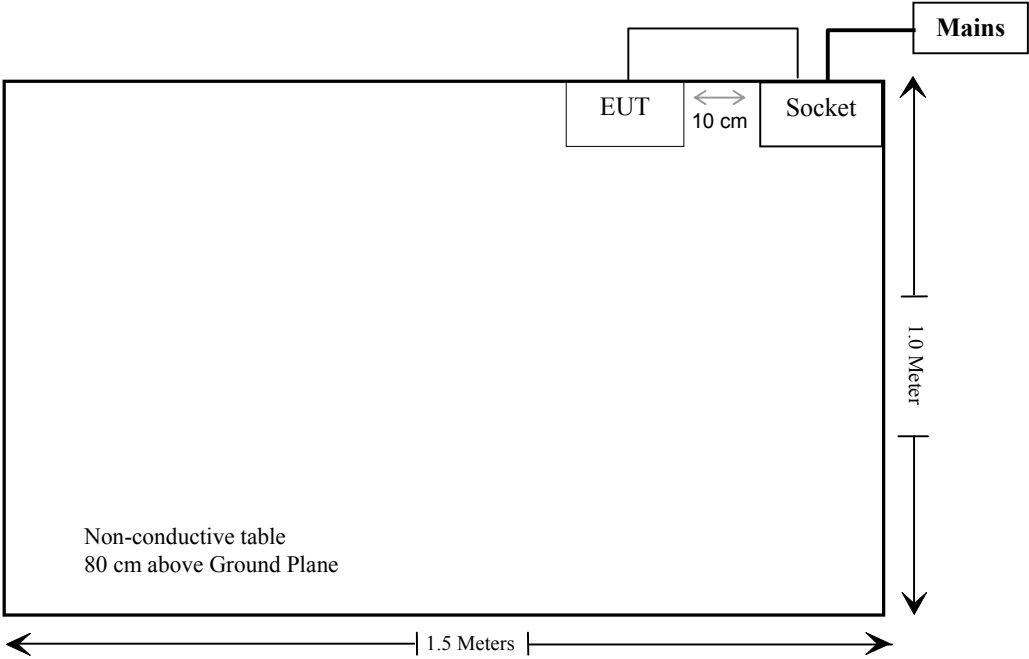 Mains
EUT
10 cm
Socket
1.0 Meter
Non-conductive table
80 cm above Ground Plane
1.5 Meters